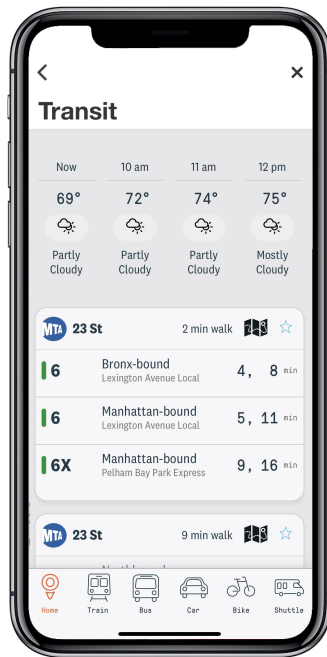 Transit
Now 10 am 11 am 12 pm
69° 72° 74° 75°
Partly Partly Partly Mostly
Cloudy Cloudy Cloudy Cloudy
MTA 23 St 2 min walk
6 Bronx-bound 4, 8 min
Lexington Avenue Local
6 Manhattan-bound 5, 11 min
Lexington Avenue Local
6X Manhattan-bound 9, 16 min
Pelham Bay Park Express
MTA 23 St 9 min walk
Home Train Bus Car Bike Shuttle